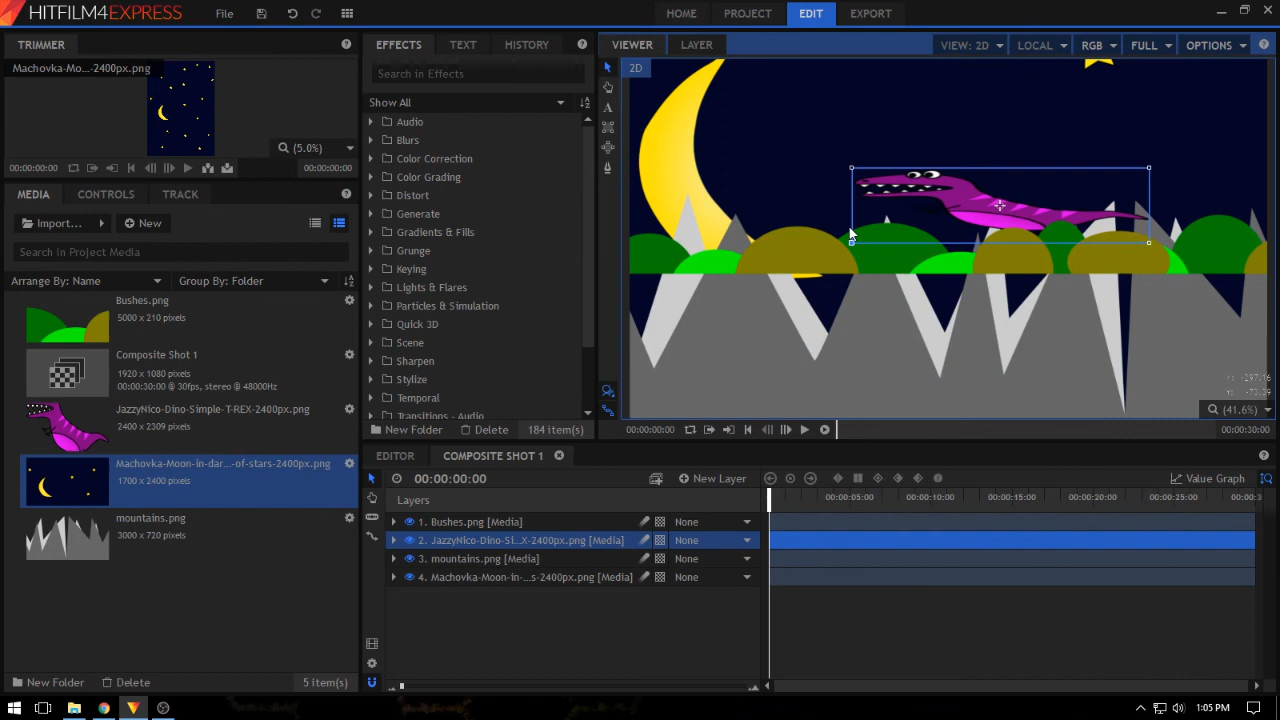 HITFILM4EXPRESS File HOME PROJECT EDIT EXPORT
TRIMMER
Machovka-Mo...-2400px.png
(5.0%)
00:00:00:00 00:00:00:00
MEDIA CONTROLS TRACK
Import... New
Search in Project Media
Arrange By: Name Group By: Folder
Bushes.png
5000 x 210 pixels
Composite Shot 1
1920 x 1080 pixels
00:00:30:00 @ 30fps, stereo @ 48000Hz
JazzyNico-Dino-Simple-T-REX-2400px.png
2400 x 2309 pixels
Machovka-Moon-in-dar...-of-stars-2400px.png
1700 x 2400 pixels
mountains.png
3000 x 720 pixels
New Folder Delete 5 item(s)
EFFECTS TEXT HISTORY
Search in Effects
Show All
Audio
Blurs
Color Correction
Color Grading
Distort
Generate
Gradients & Fills
Grunge
Keying
Lights & Flares
Particles & Simulation
Quick 3D
Scene
Sharpen
Stylize
Temporal
Transitions - Audio
New Folder Delete 184 item(s)
VIEWER LAYER VIEW: 2D LOCAL RGB FULL OPTIONS
2D
X: -297.16
Y: -73.39
(41.6%)
00:00:00:00 00:00:30:00
EDITOR COMPOSITE SHOT 1
00:00:00:00 New Layer Value Graph
Layers 00:00:05:00 00:00:10:00 00:00:15:00 00:00:20:00 00:00:25:00 00:00:3
1. Bushes.png [Media] None
2. JazzyNico-Dino-Si...X-2400px.png [Media] None
3. mountains.png [Media] None
4. Machovka-Moon-in-...s-2400px.png [Media] None
1:05 PM